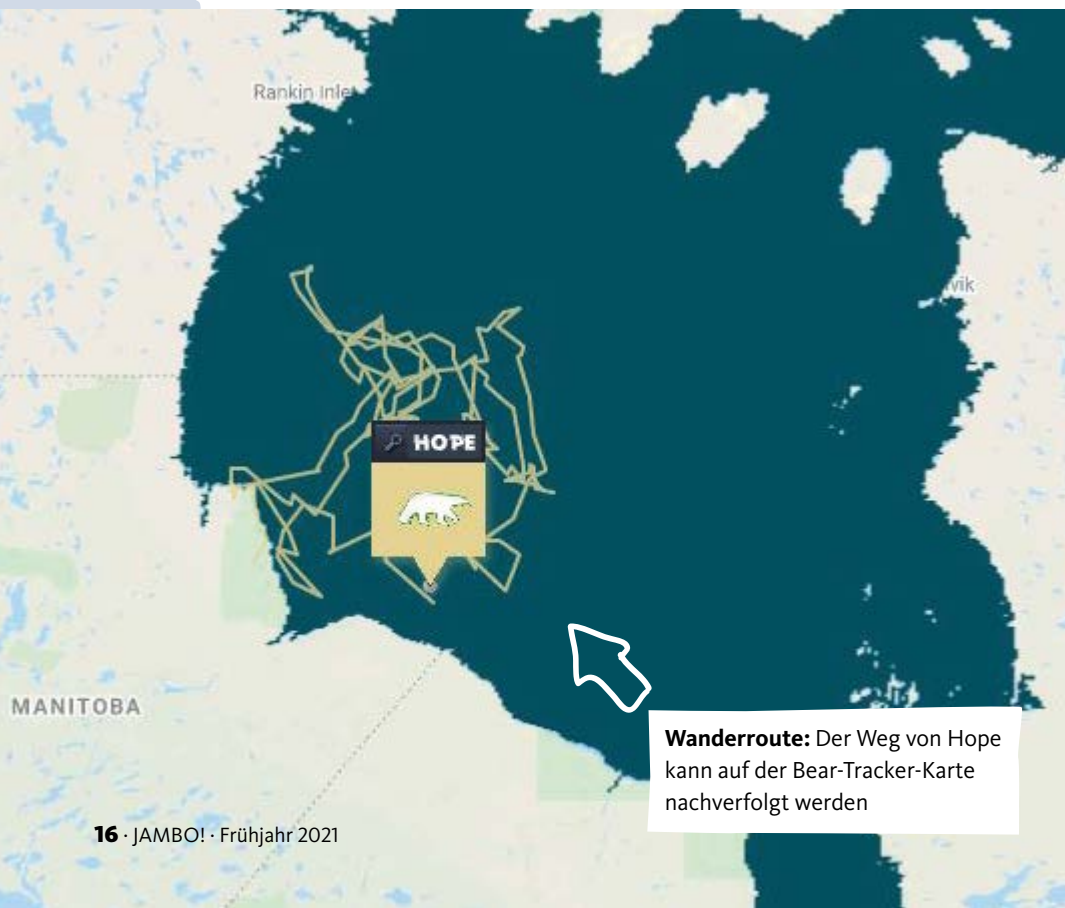 Rankin Inlet
vik
HOPE
MANITOBA
Wanderroute: Der Weg von Hope
kann auf der Bear-Tracker-Karte
nachverfolgt werden
16 · JAMBO! · Frühjahr 2021